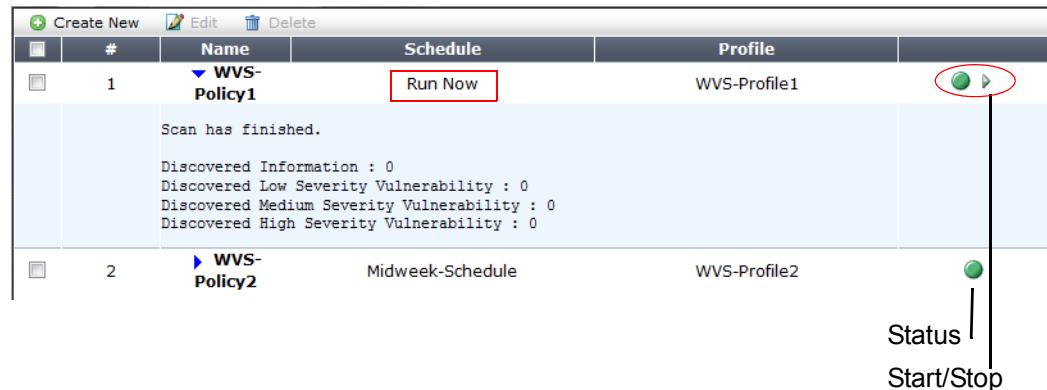 Create New Edit Delete
# Name Schedule Profile
1 WVS-Policy1 Run Now WVS-Profile1
Scan has finished.
Discovered Information : 0
Discovered Low Severity Vulnerability : 0
Discovered Medium Severity Vulnerability : 0
Discovered High Severity Vulnerability : 0
2 WVS-Policy2 Midweek-Schedule WVS-Profile2
Status
Start/Stop